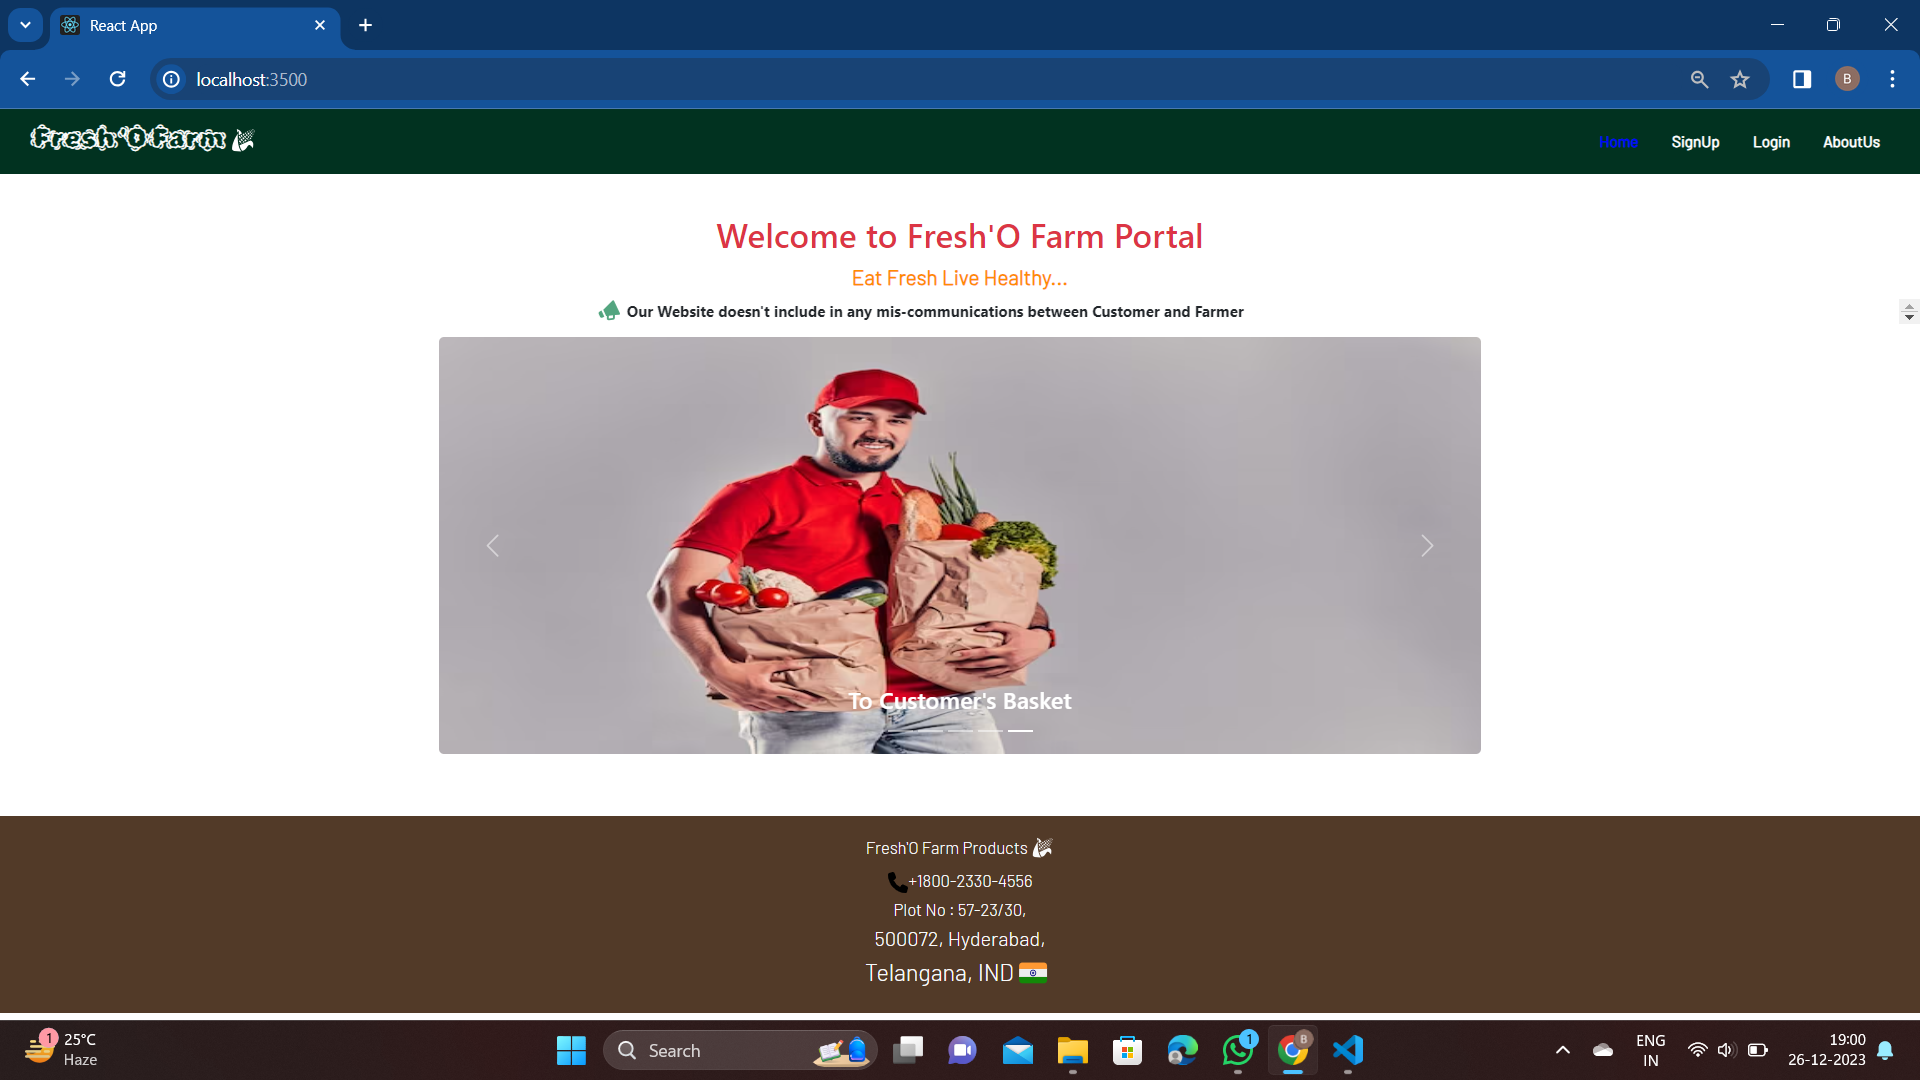 React App
localhost:3500
Fresh'O Farm
Home SignUp Login AboutUs
Welcome to Fresh'O Farm Portal
Eat Fresh Live Healthy...
Our Website doesn't include in any mis-communications between Customer and Farmer
To Customer's Basket
Fresh'O Farm Products
+1800-2330-4556
Plot No : 57-23/30,
500072, Hyderabad,
Telangana, IND
1
25°C
Haze
Search
1
B
ENG
IN
19:00
26-12-2023
B